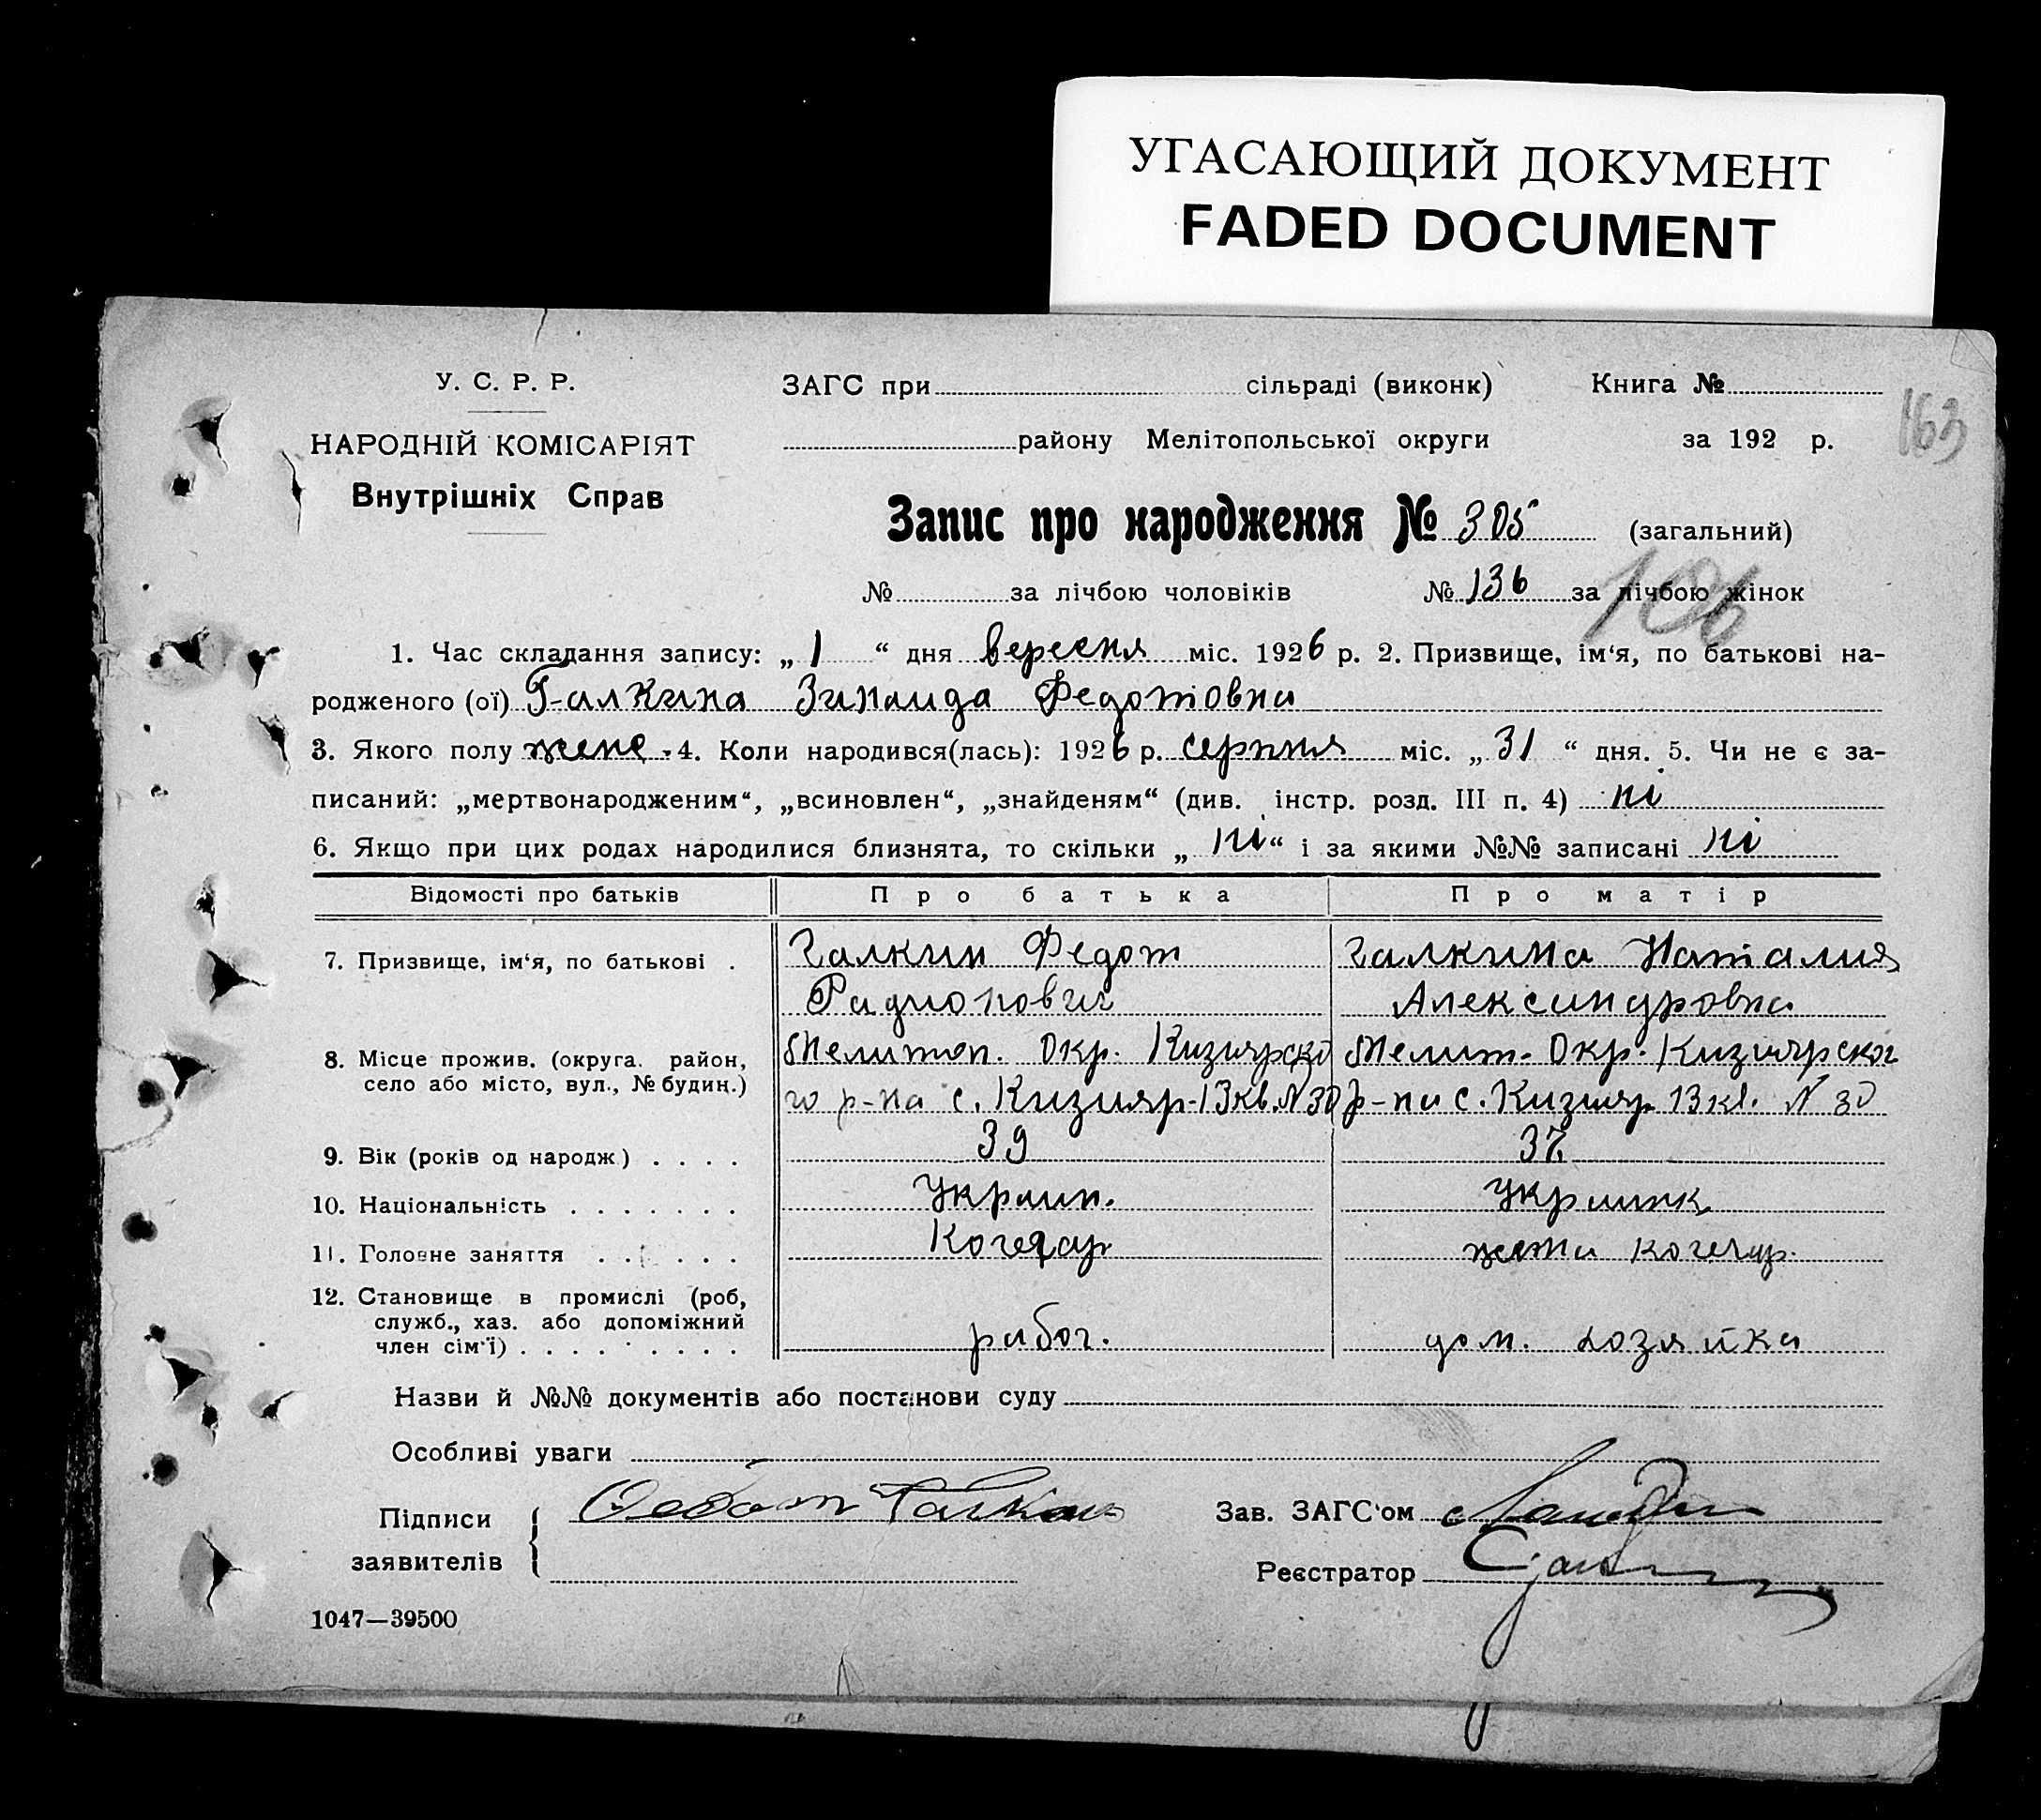 УГАСАЮЩИЙ ДОКУМЕНТ
FADED DOCUMENT
У. С. Р. Р.
НАРОДНІЙ КОМІСАРІЯТ
Внутрішніх Справ
ЗАГС при сільраді (виконк) Книга №
району Мелітопольської округи за 192 р.
163
Запис про народження № 305 (загальний)
№ за лічбою чоловіків № 136 за лічбою жінок
106
1. Час складання запису: „ 1 “ дня вересня міс. 1926 р. 2. Призвище, ім‘я, по батькові на-
родженого (ої) Галкина Зинаида Федотовна
3. Якого полу жене. 4. Коли народився(лась): 1926 р. серпня міс. „ 31 “ дня. 5. Чи не є за-
писаний: „мертвонародженим“, „всиновлен“, „знайденям“ (див. інстр. розд. III п. 4) ні
6. Якщо при цих родах народилися близнята, то скільки „ ні “ і за якими №№ записані ні
Відомості про батьків Про батька Про матір
7. Призвище, ім‘я, по батькові . Галкин Федот Галкина Наталия
Радионович Александровна
8. Місце прожив. (округа. район, Мелитоп. Окр. Кизиярско Мелит. Окр. Кизиярског
село або місто, вул., № будин.) го р-на с. Кизияр-13кв. N 30 р-на с. Кизияр 13 кв. N 30
9. Вік (років од народж) . . . . 39 37
10. Національність . . . . . . . Украин. Украинк
11. Головне заняття . . . . . . Кочегар жена кочегар.
12. Становище в промислі (роб,
служб., хаз. або допоміжний
член сім‘ї) . . . . . . . . . рабоч. дом. хозяйка
Назви й №№ документів або постанови суду
Особливі уваги
Підписи Федот Галкин Зав. ЗАГС‘ом
заявителів Реєстратор
1047—39500